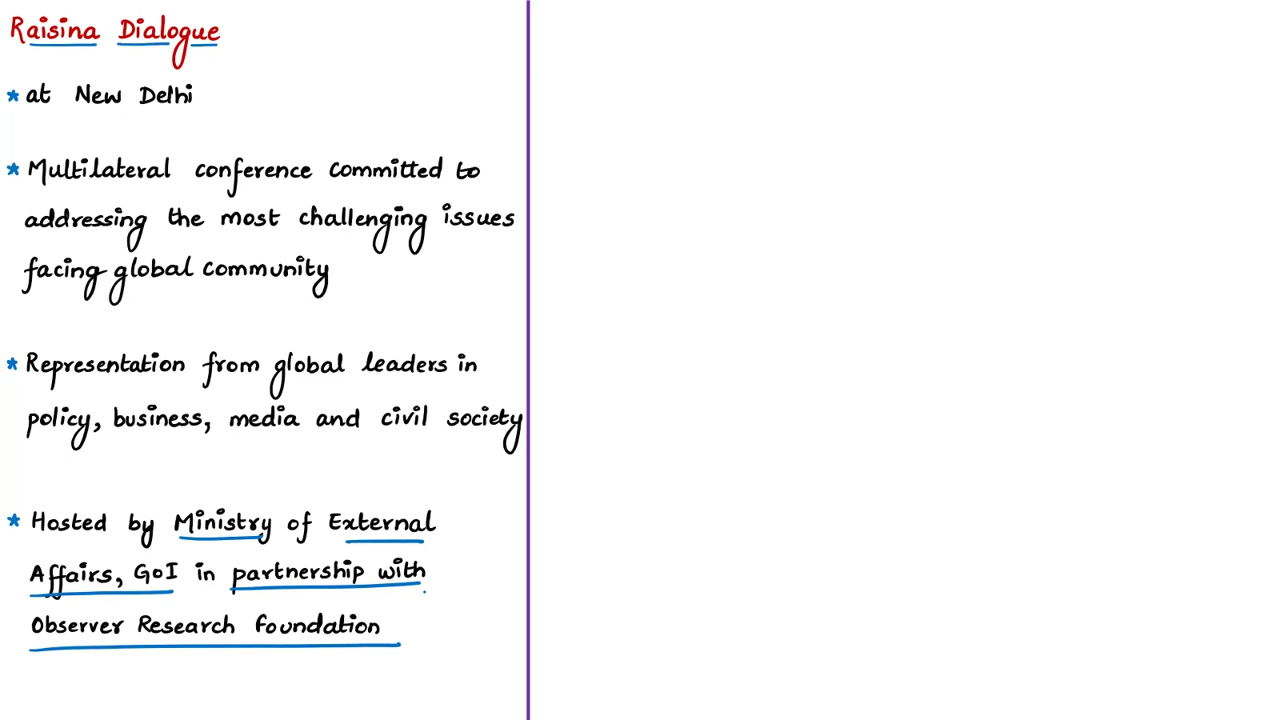 Raisina Dialogue
* at New Delhi
* Multilateral conference committed to
addressing the most challenging issues
facing global community
* Representation from global leaders in
policy, business, media and civil society
* Hosted by Ministry of External
Affairs, GoI in partnership with
Observer Research Foundation